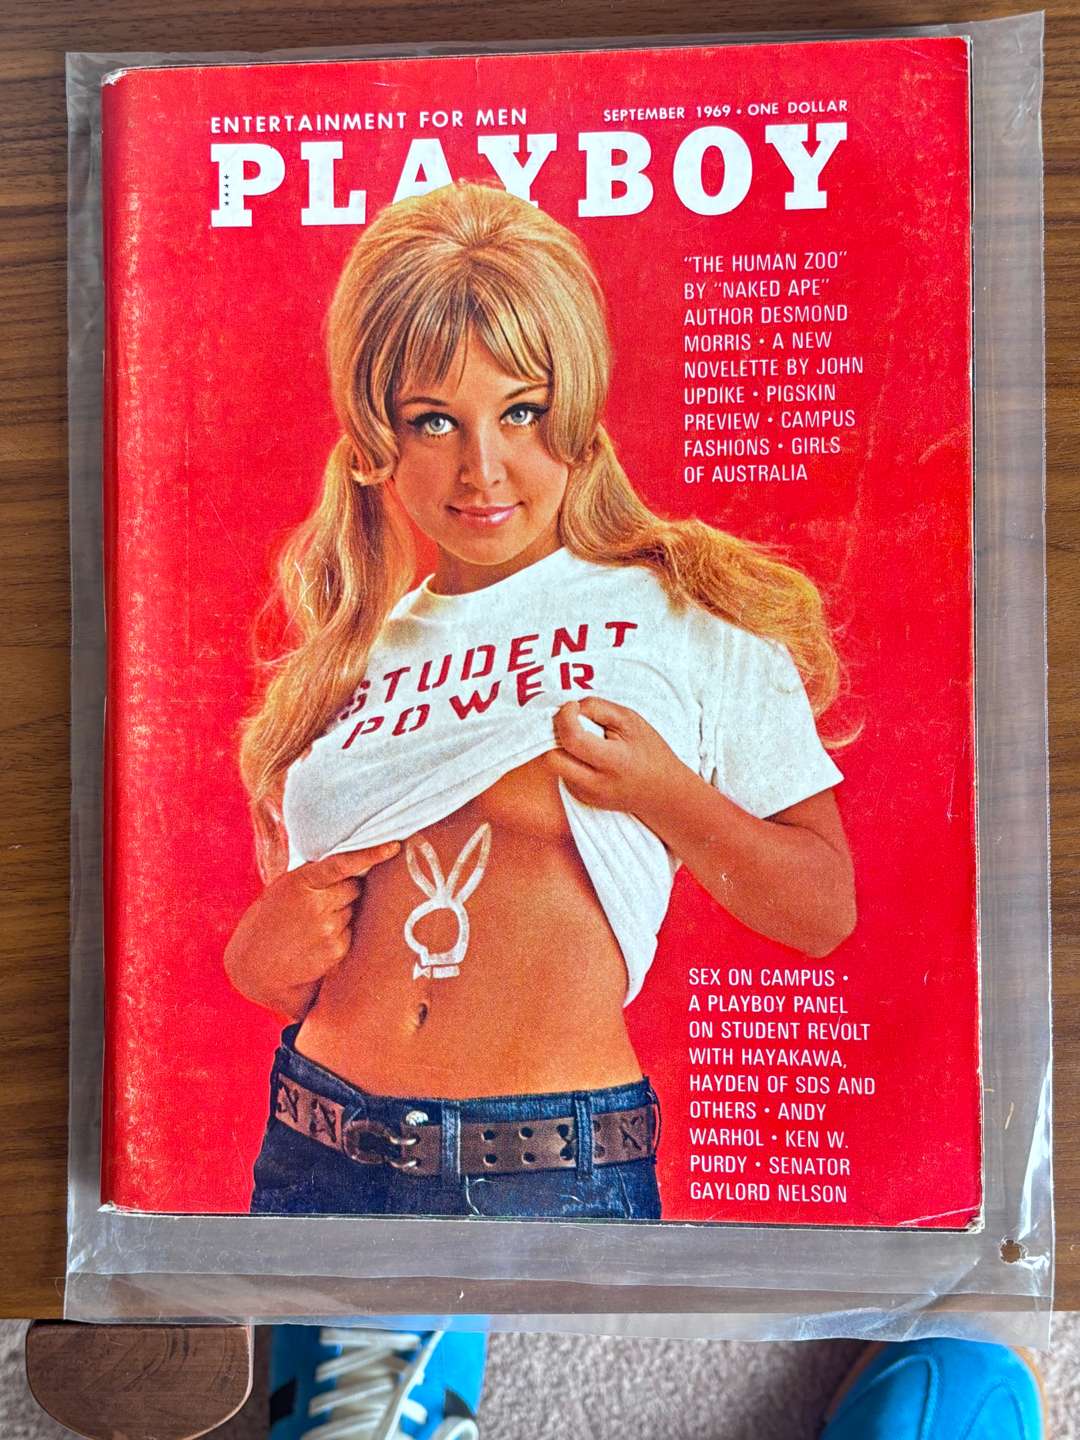 ENTERTAINMENT FOR MEN
SEPTEMBER 1969 • ONE DOLLAR
PLAYBOY
"THE HUMAN ZOO"
BY "NAKED APE"
AUTHOR DESMOND
MORRIS • A NEW
NOVELETTE BY JOHN
UPDIKE • PIGSKIN
PREVIEW • CAMPUS
FASHIONS • GIRLS
OF AUSTRALIA
STUDENT
POWER
SEX ON CAMPUS •
A PLAYBOY PANEL
ON STUDENT REVOLT
WITH HAYAKAWA,
HAYDEN OF SDS AND
OTHERS • ANDY
WARHOL • KEN W.
PURDY • SENATOR
GAYLORD NELSON